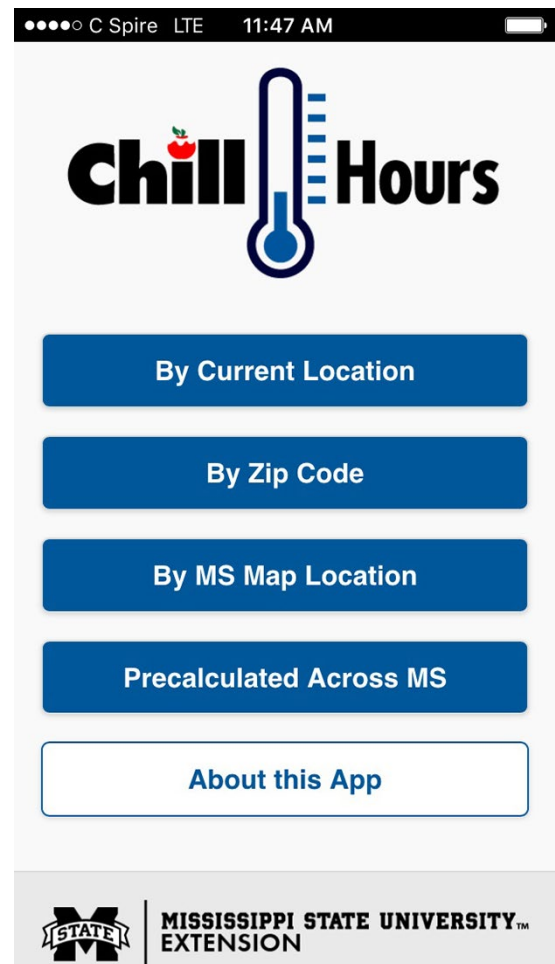 C Spire LTE 11:47 AM
Chill Hours
By Current Location
By Zip Code
By MS Map Location
Precalculated Across MS
About this App
STATE
MISSISSIPPI STATE UNIVERSITY™
EXTENSION